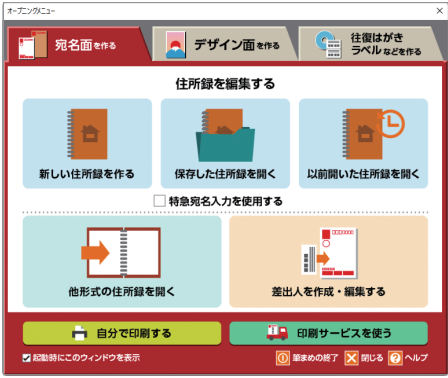 オープニングメニュー
宛名面を作る
デザイン面を作る
往復はがき
ラベルなどを作る
住所録を編集する
新しい住所録を作る
保存した住所録を開く
以前開いた住所録を開く
特急宛名入力を使用する
他形式の住所録を開く
差出人を作成・編集する
自分で印刷する
印刷サービスを使う
起動時にこのウィンドウを表示
筆まめの終了
閉じる
ヘルプ